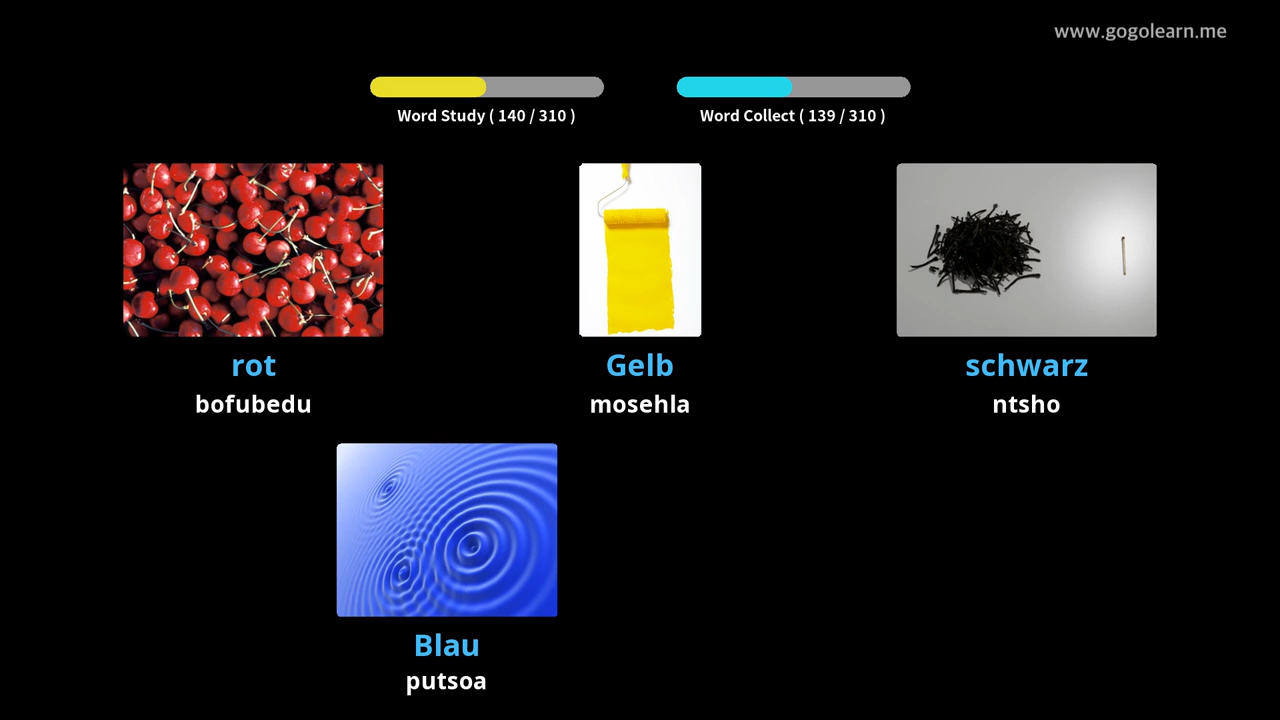 www.gogolearn.me
Word Study ( 140 / 310 )
Word Collect ( 139 / 310 )
rot
bofubedu
Gelb
mosehla
schwarz
ntsho
Blau
putsoa